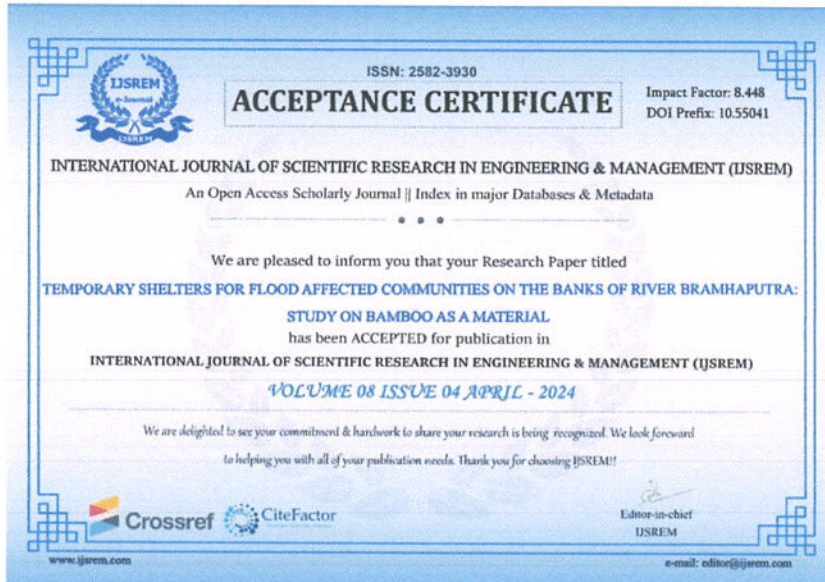 IJSREM
e-Journal
IJSREM
ISSN: 2582-3930
ACCEPTANCE CERTIFICATE
Impact Factor: 8.448
DOI Prefix: 10.55041
INTERNATIONAL JOURNAL OF SCIENTIFIC RESEARCH IN ENGINEERING & MANAGEMENT (IJSREM)
An Open Access Scholarly Journal || Index in major Databases & Metadata
We are pleased to inform you that your Research Paper titled
TEMPORARY SHELTERS FOR FLOOD AFFECTED COMMUNITIES ON THE BANKS OF RIVER BRAMHAPUTRA:
STUDY ON BAMBOO AS A MATERIAL
has been ACCEPTED for publication in
INTERNATIONAL JOURNAL OF SCIENTIFIC RESEARCH IN ENGINEERING & MANAGEMENT (IJSREM)
VOLUME 08 ISSUE 04 APRIL - 2024
We are delighted to see your commitment & hardwork to share your research is being recognized. We look foreward
to helping you with all of your publication needs. Thank you for choosing IJSREM!!
Crossref
CiteFactor
Editor-in-chief
IJSREM
www.ijsrem.com
e-mail: editor@ijsrem.com